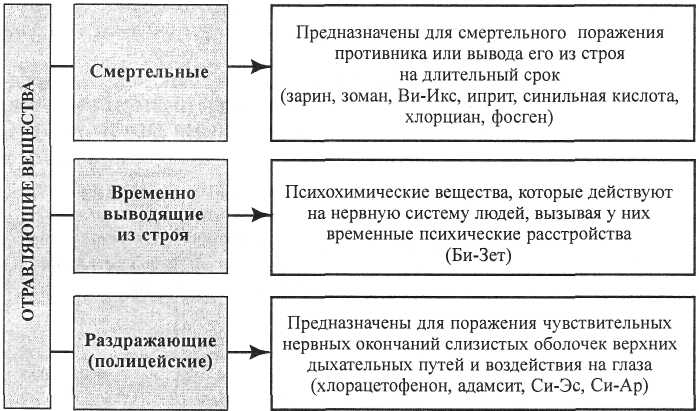 ОТРАВЛЯЮЩИЕ ВЕЩЕСТВА
Смертельные
Предназначены для смертельного поражения
противника или вывода его из строя
на длительный срок
(зарин, зоман, Ви-Икс, иприт, синильная кислота,
хлорциан, фосген)
Временно
выводящие
из строя
Психохимические вещества, которые действуют
на нервную систему людей, вызывая у них
временные психические расстройства
(Би-Зет)
Раздражающие
(полицейские)
Предназначены для поражения чувствительных
нервных окончаний слизистых оболочек верхних
дыхательных путей и воздействия на глаза
(хлорацетофенон, адамсит, Си-Эс, Си-Ар)